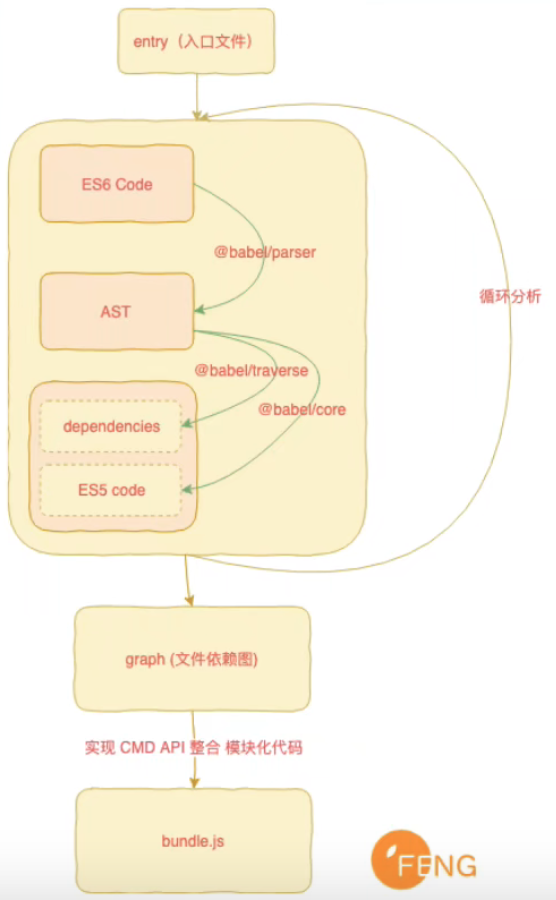 entry（入口文件）
ES6 Code
@babel/parser
循环分析
AST
@babel/traverse
@babel/core
dependencies
ES5 code
graph (文件依赖图)
实现 CMD API 整合 模块化代码
bundle.js
FENG